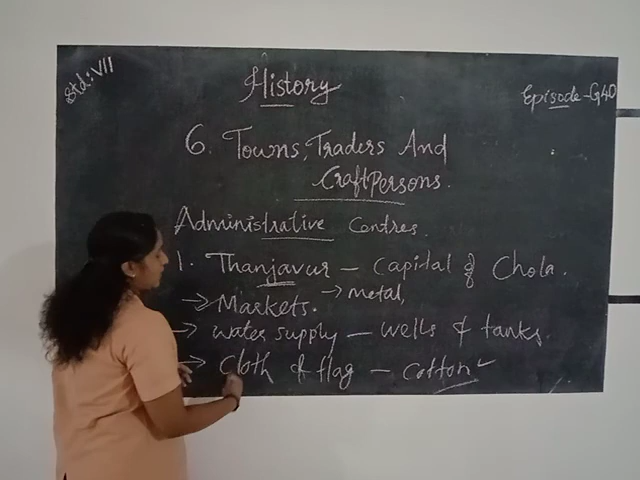 Std: VII
History
Episode-G40
6. Towns, Traders And
CraftPersons.
Administrative Centres.
1. Thanjavur - Capital of Chola.
→ Markets. → metal,
→ water supply - wells & tanks.
→ Cloth of flag - Cotton ✓